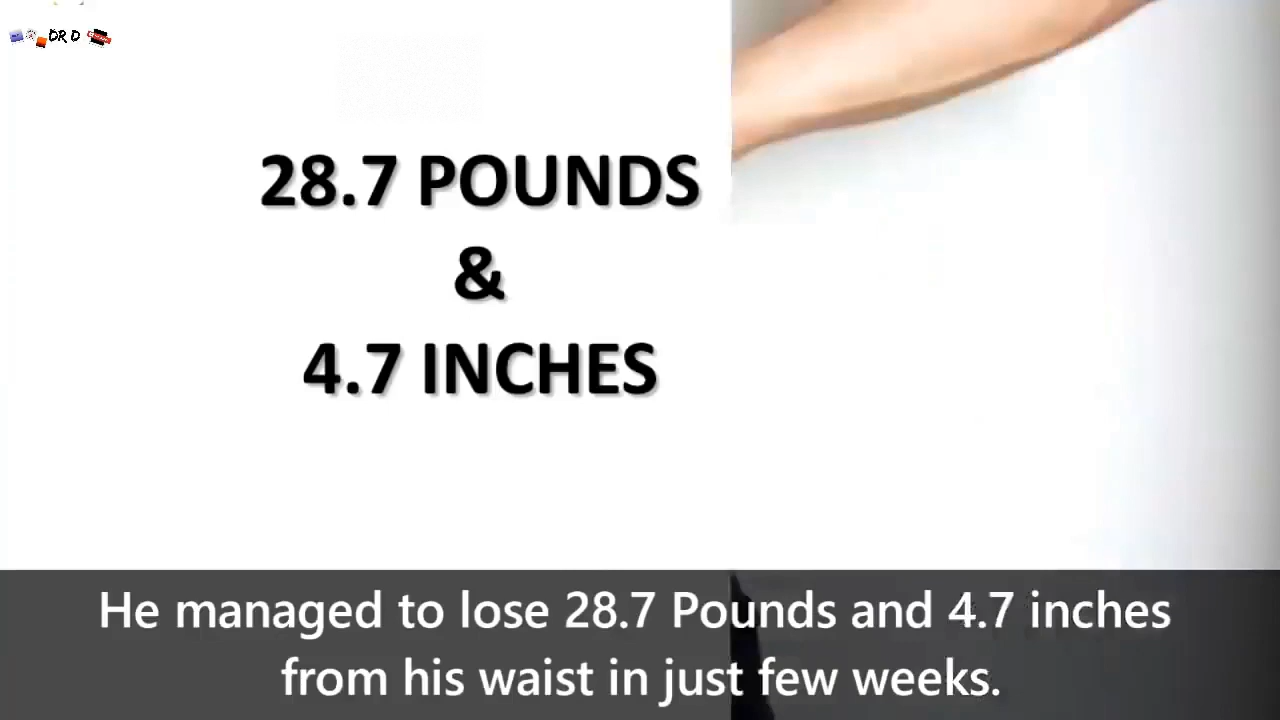 DR D
28.7 POUNDS
&
4.7 INCHES
He managed to lose 28.7 Pounds and 4.7 inches
from his waist in just few weeks.